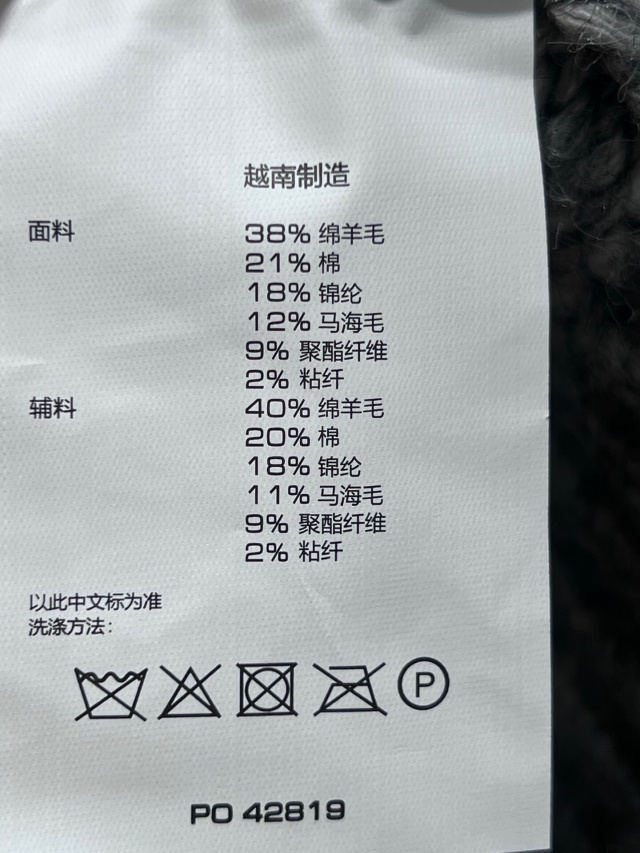 越南制造
面料 38% 绵羊毛
21% 棉
18% 锦纶
12% 马海毛
9% 聚酯纤维
2% 粘纤
辅料 40% 绵羊毛
20% 棉
18% 锦纶
11% 马海毛
9% 聚酯纤维
2% 粘纤
以此中文标为准
洗涤方法：
P
PO 42819